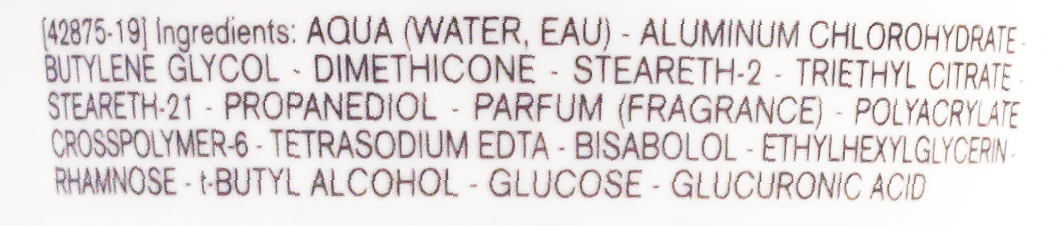 [42875-19] Ingredients: AQUA (WATER, EAU) - ALUMINUM CHLOROHYDRATE -
BUTYLENE GLYCOL - DIMETHICONE - STEARETH-2 - TRIETHYL CITRATE -
STEARETH-21 - PROPANEDIOL - PARFUM (FRAGRANCE) - POLYACRYLATE
CROSSPOLYMER-6 - TETRASODIUM EDTA - BISABOLOL - ETHYLHEXYLGLYCERIN -
RHAMNOSE - t-BUTYL ALCOHOL - GLUCOSE - GLUCURONIC ACID